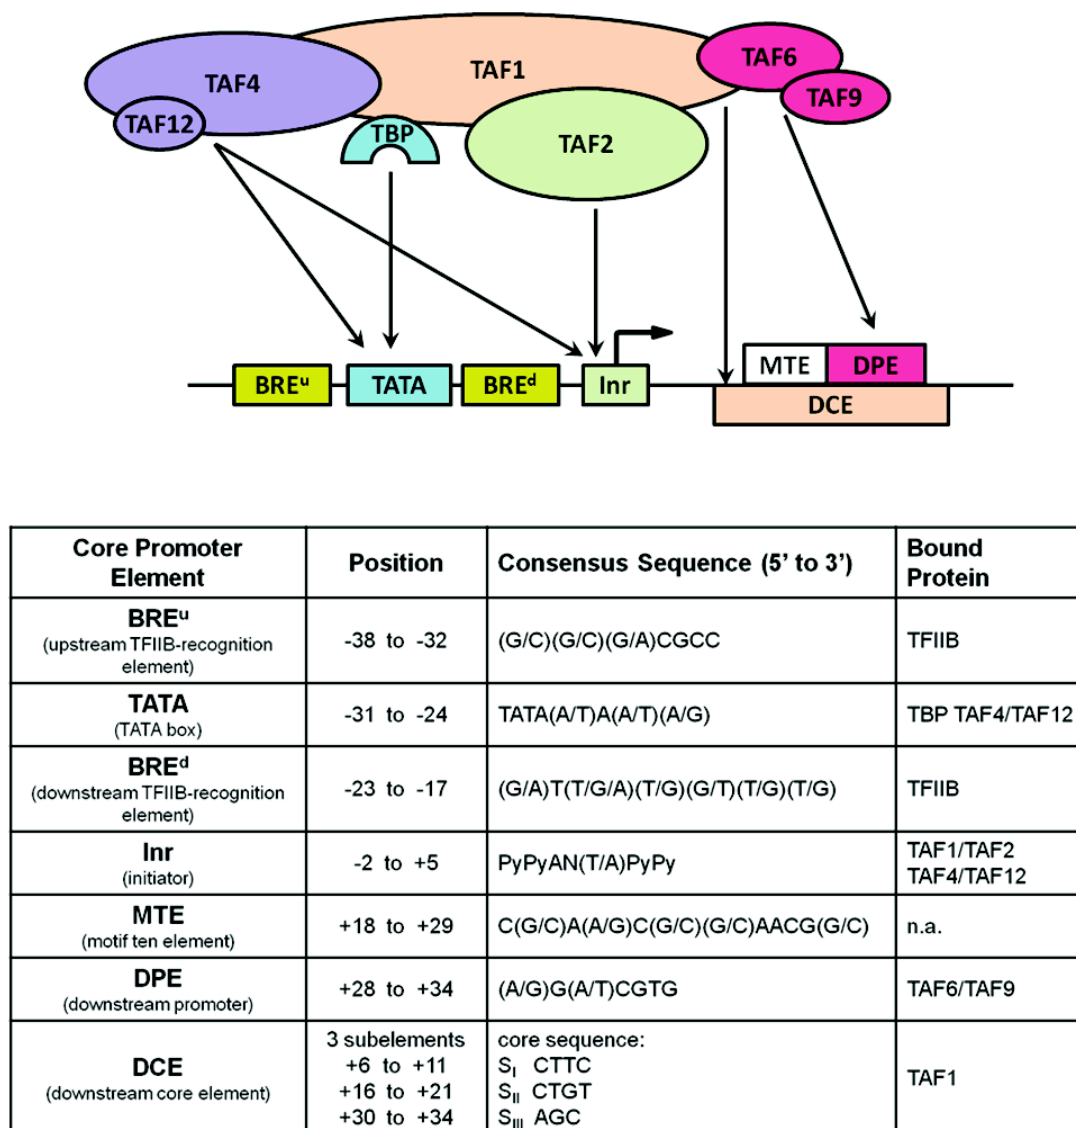 TAF4
TAF1
TAF6
TAF9
TAF12
TBP
TAF2
BREᵘ
TATA
BREᵈ
Inr
MTE
DPE
DCE
Core Promoter Element
Position
Consensus Sequence (5' to 3')
Bound Protein
BREᵘ
(upstream TFIIB-recognition
element)
-38 to -32
(G/C)(G/C)(G/A)CGCC
TFIIB
TATA
(TATA box)
-31 to -24
TATA(A/T)A(A/T)(A/G)
TBP TAF4/TAF12
BREᵈ
(downstream TFIIB-recognition
element)
-23 to -17
(G/A)T(T/G/A)(T/G)(G/T)(T/G)(T/G)
TFIIB
Inr
(initiator)
-2 to +5
PyPyAN(T/A)PyPy
TAF1/TAF2
TAF4/TAF12
MTE
(motif ten element)
+18 to +29
C(G/C)A(A/G)C(G/C)(G/C)AACG(G/C)
n.a.
DPE
(downstream promoter)
+28 to +34
(A/G)G(A/T)CGTG
TAF6/TAF9
DCE
(downstream core element)
3 subelements
+6 to +11
+16 to +21
+30 to +34
core sequence:
S_I CTTC
S_II CTGT
S_III AGC
TAF1